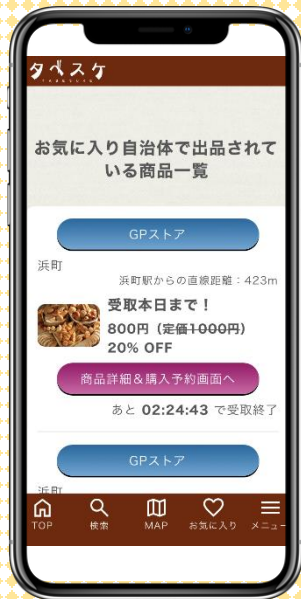 タベスケ
TABESUKE
お気に入り自治体で出品されて
いる商品一覧
GPストア
浜町
浜町駅からの直線距離：423m
受取本日まで！
800円（定価1000円）
20% OFF
商品詳細&購入予約画面へ
あと 02:24:43 で受取終了
GPストア
浜町
TOP
検索
MAP
お気に入り
メニュー